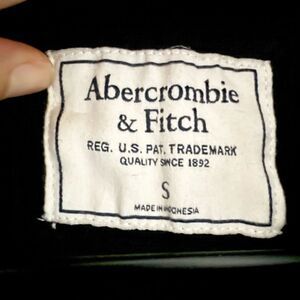 Abercrombie
& Fitch
REG. U.S. PAT. TRADEMARK
QUALITY SINCE 1892
S
MADE IN INDONESIA